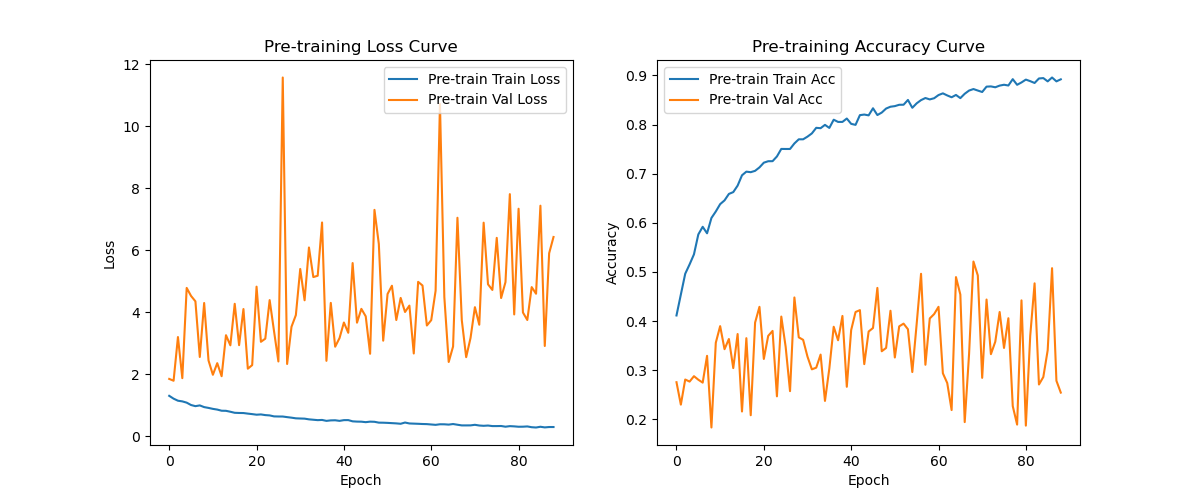 Pre-training Loss Curve
12
10
8
6
4
2
0
Loss
Pre-train Train Loss
Pre-train Val Loss
0 20 40 60 80
Epoch
Pre-training Accuracy Curve
0.9
0.8
0.7
0.6
0.5
0.4
0.3
0.2
Accuracy
Pre-train Train Acc
Pre-train Val Acc
0 20 40 60 80
Epoch